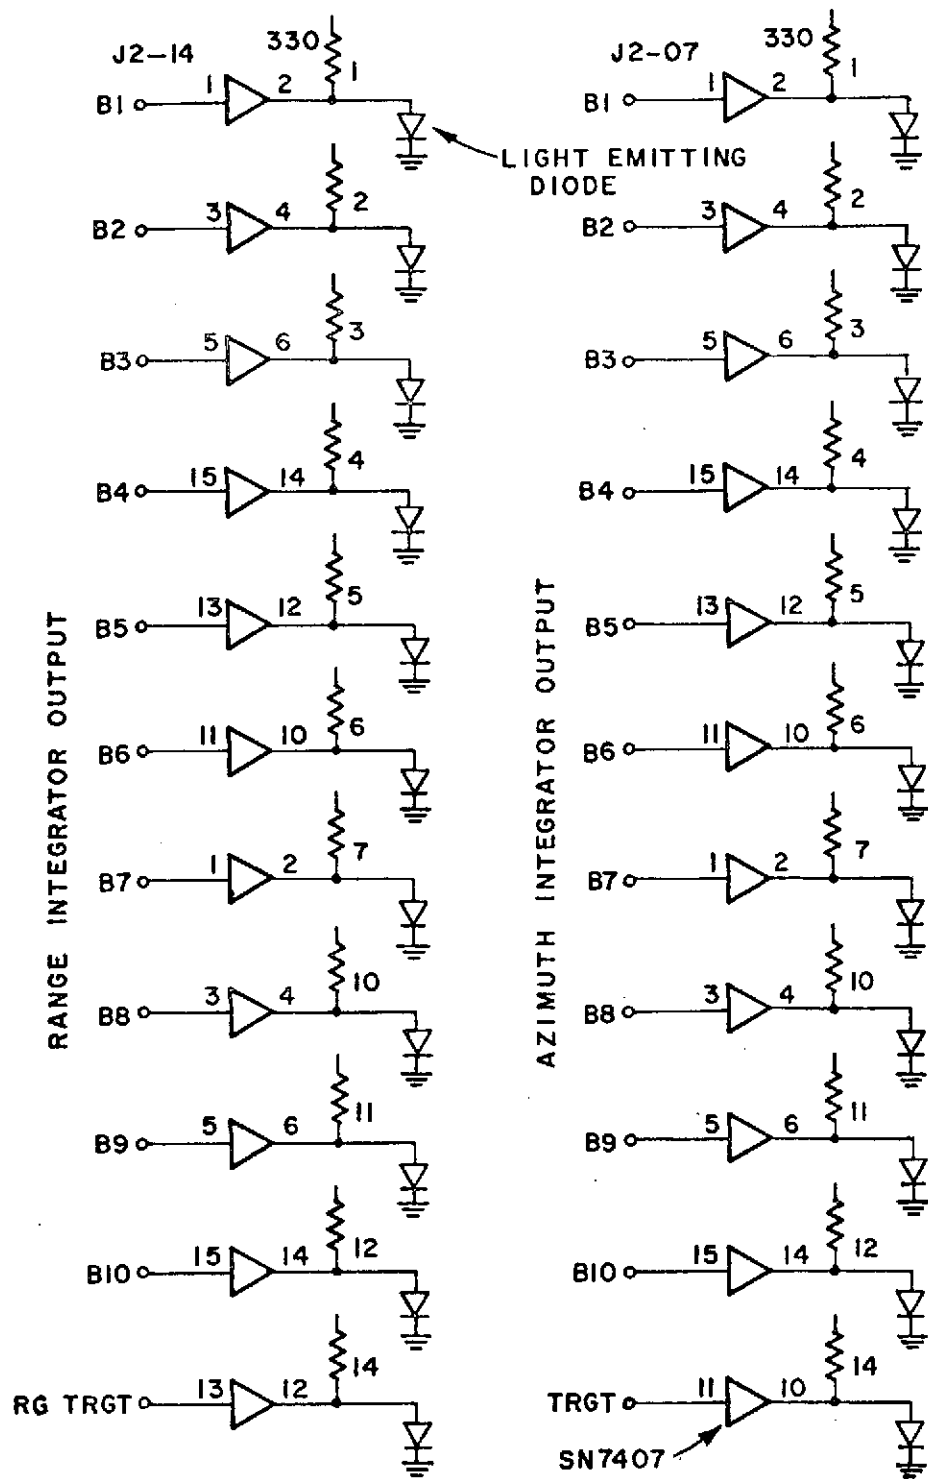 J2-14
330
1
B1
1
2
LIGHT EMITTING
DIODE
B2
3
4
2
B3
5
6
3
B4
15
14
4
B5
13
12
5
B6
11
10
6
B7
1
2
7
B8
3
4
10
B9
5
6
11
B10
15
14
12
RG TRGT
13
12
14
RANGE INTEGRATOR OUTPUT
J2-07
330
1
B1
1
2
B2
3
4
2
B3
5
6
3
B4
15
14
4
B5
13
12
5
B6
11
10
6
B7
1
2
7
B8
3
4
10
B9
5
6
11
B10
15
14
12
TRGT
11
10
14
SN7407
AZIMUTH INTEGRATOR OUTPUT